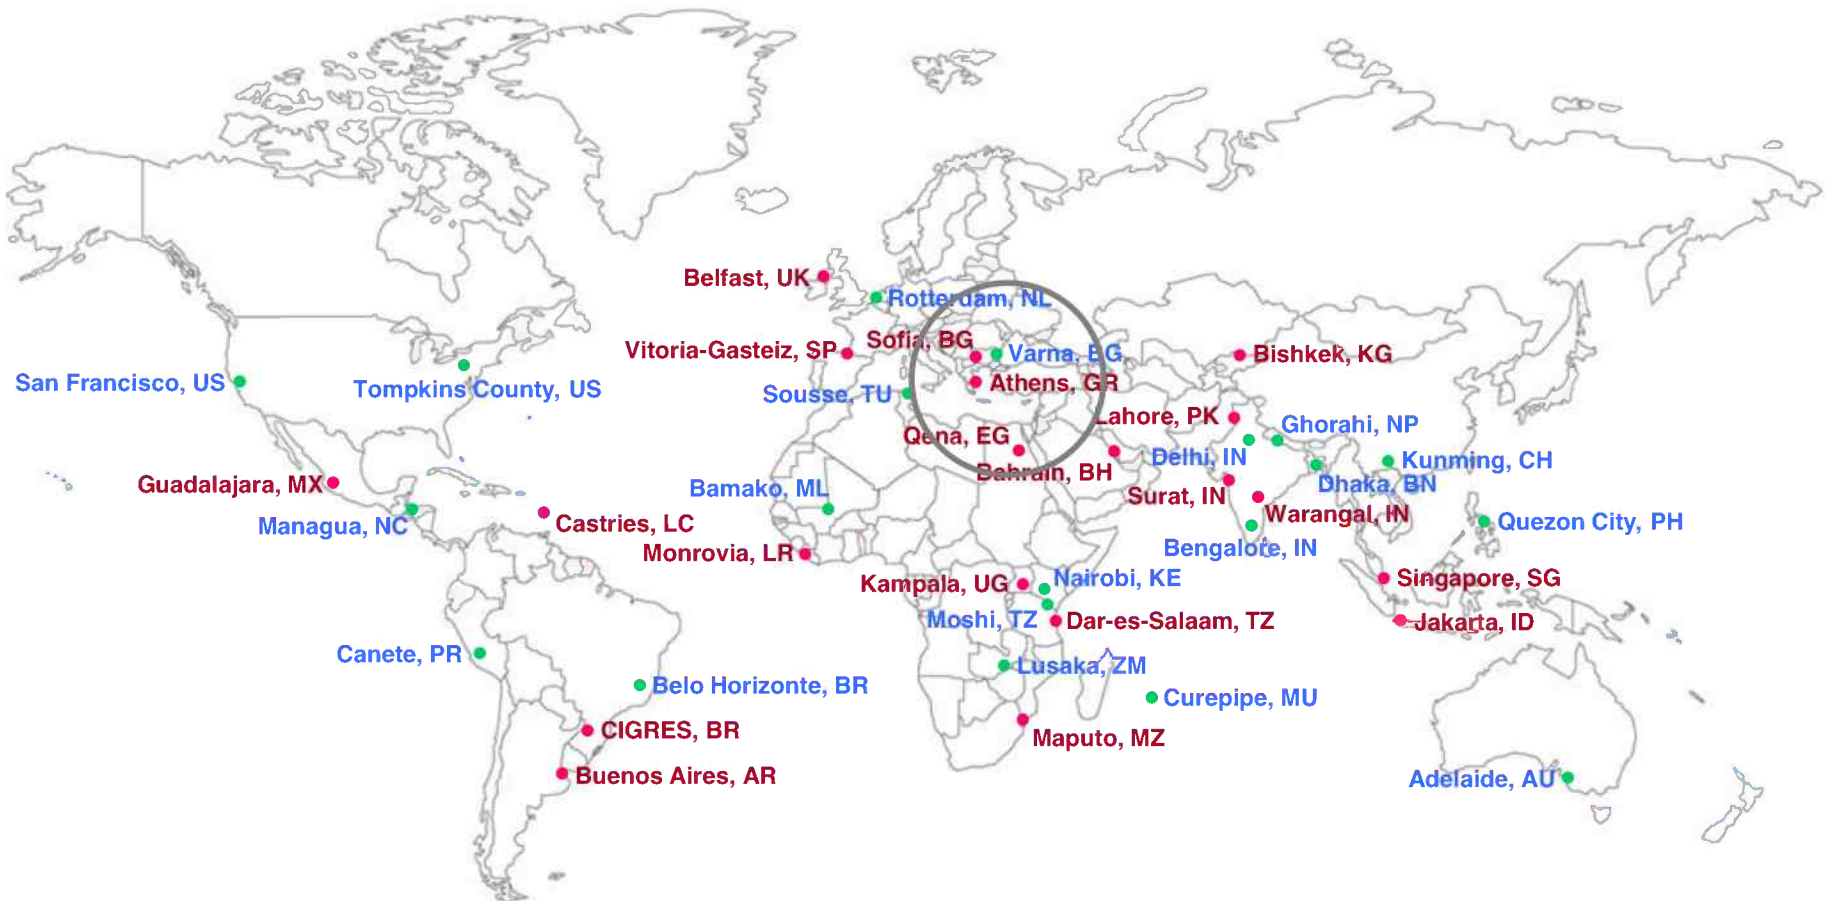 Belfast, UK
Rotterdam, NL
Vitoria-Gasteiz, SP
Sofia, BG
Varna, BG
Bishkek, KG
San Francisco, US
Tompkins County, US
Sousse, TU
Athens, GR
Lahore, PK
Ghorahi, NP
Qena, EG
Delhi, IN
Kunming, CH
Bahrain, BH
Guadalajara, MX
Bamako, ML
Surat, IN
Dhaka, BN
Managua, NC
Castries, LC
Warangal, IN
Quezon City, PH
Monrovia, LR
Bengalore, IN
Kampala, UG
Nairobi, KE
Singapore, SG
Moshi, TZ
Dar-es-Salaam, TZ
Jakarta, ID
Canete, PR
Lusaka, ZM
Belo Horizonte, BR
Curepipe, MU
CIGRES, BR
Maputo, MZ
Buenos Aires, AR
Adelaide, AU